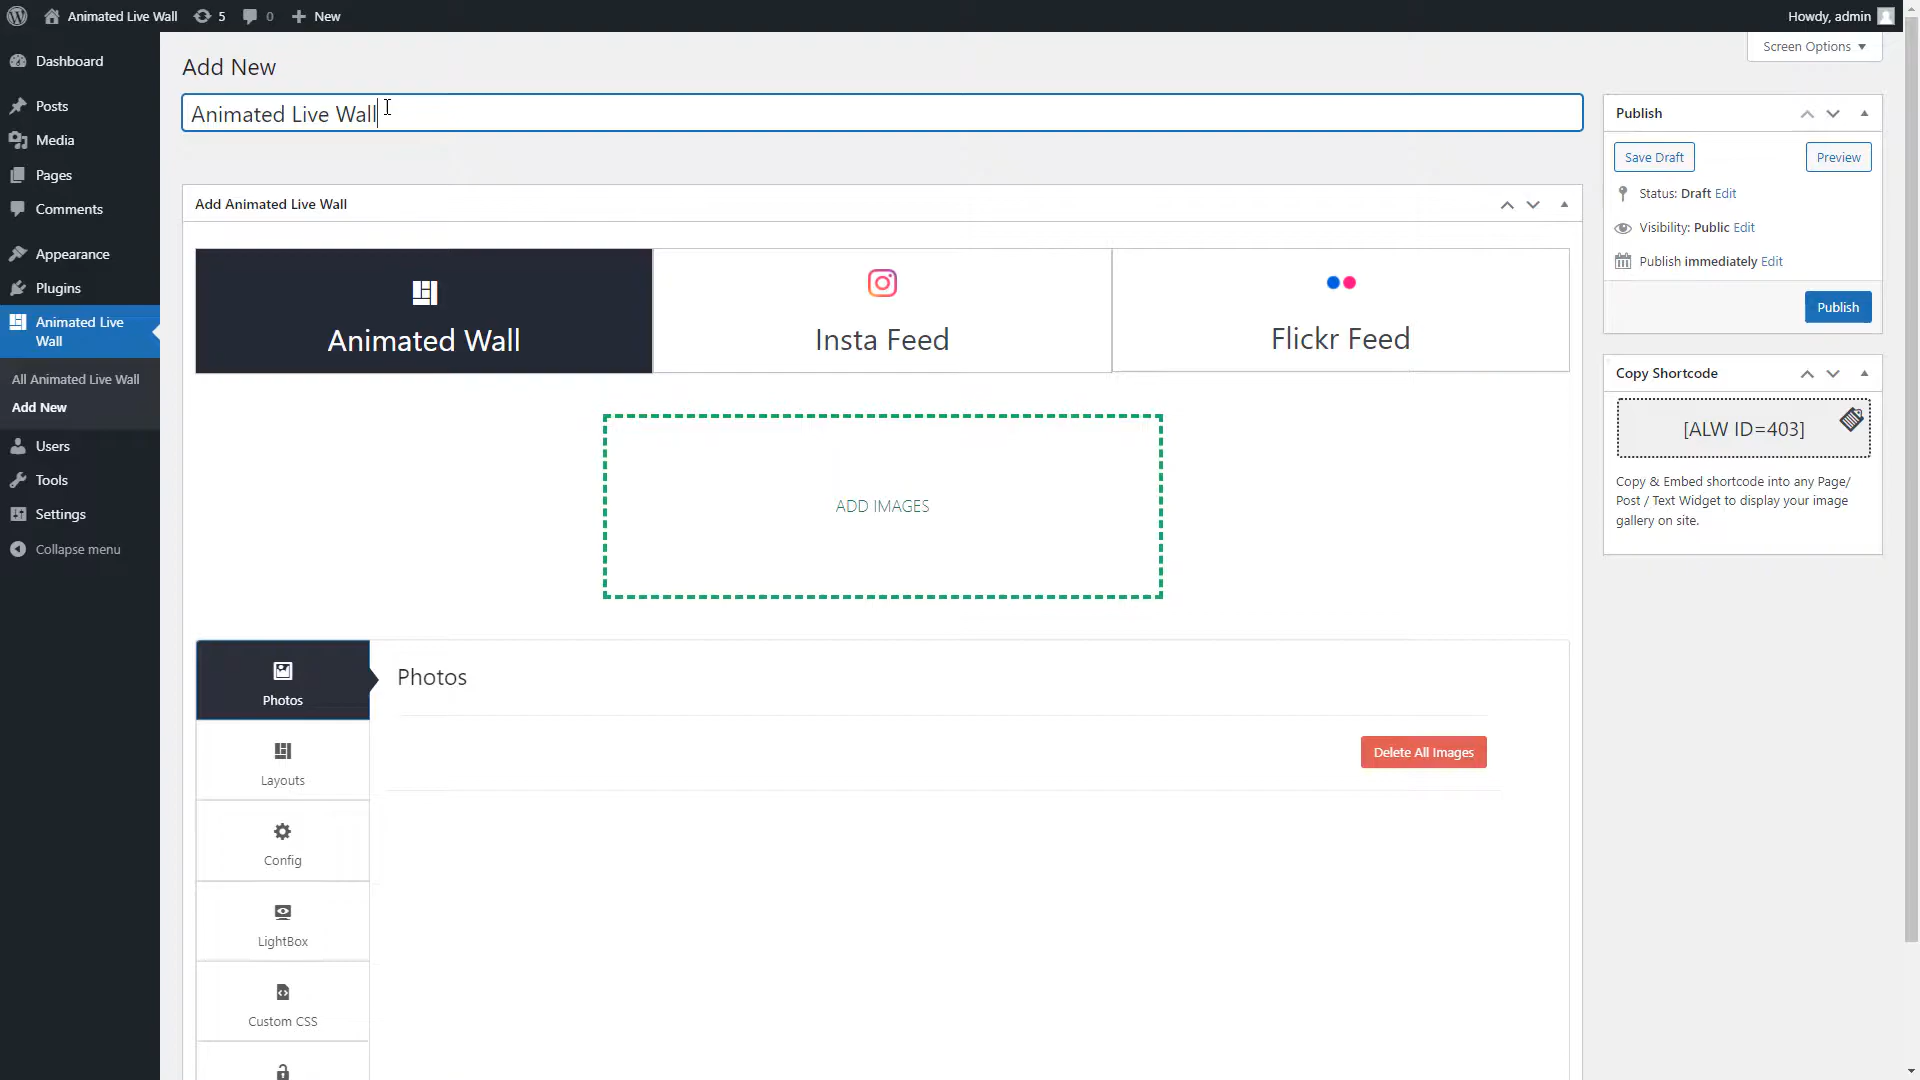 Animated Live Wall
5
0
New
Howdy, admin
Dashboard
Posts
Media
Pages
Comments
Appearance
Plugins
Animated Live
Wall
All Animated Live Wall
Add New
Users
Tools
Settings
Collapse menu
Screen Options
Add New
Animated Live Wall
Add Animated Live Wall
Animated Wall
Insta Feed
Flickr Feed
ADD IMAGES
Photos
Layouts
Config
LightBox
Custom CSS
Photos
Delete All Images
Publish
Save Draft
Preview
Status: Draft Edit
Visibility: Public Edit
Publish immediately Edit
Publish
Copy Shortcode
[ALW ID=403]
Copy & Embed shortcode into any Page/
Post / Text Widget to display your image
gallery on site.